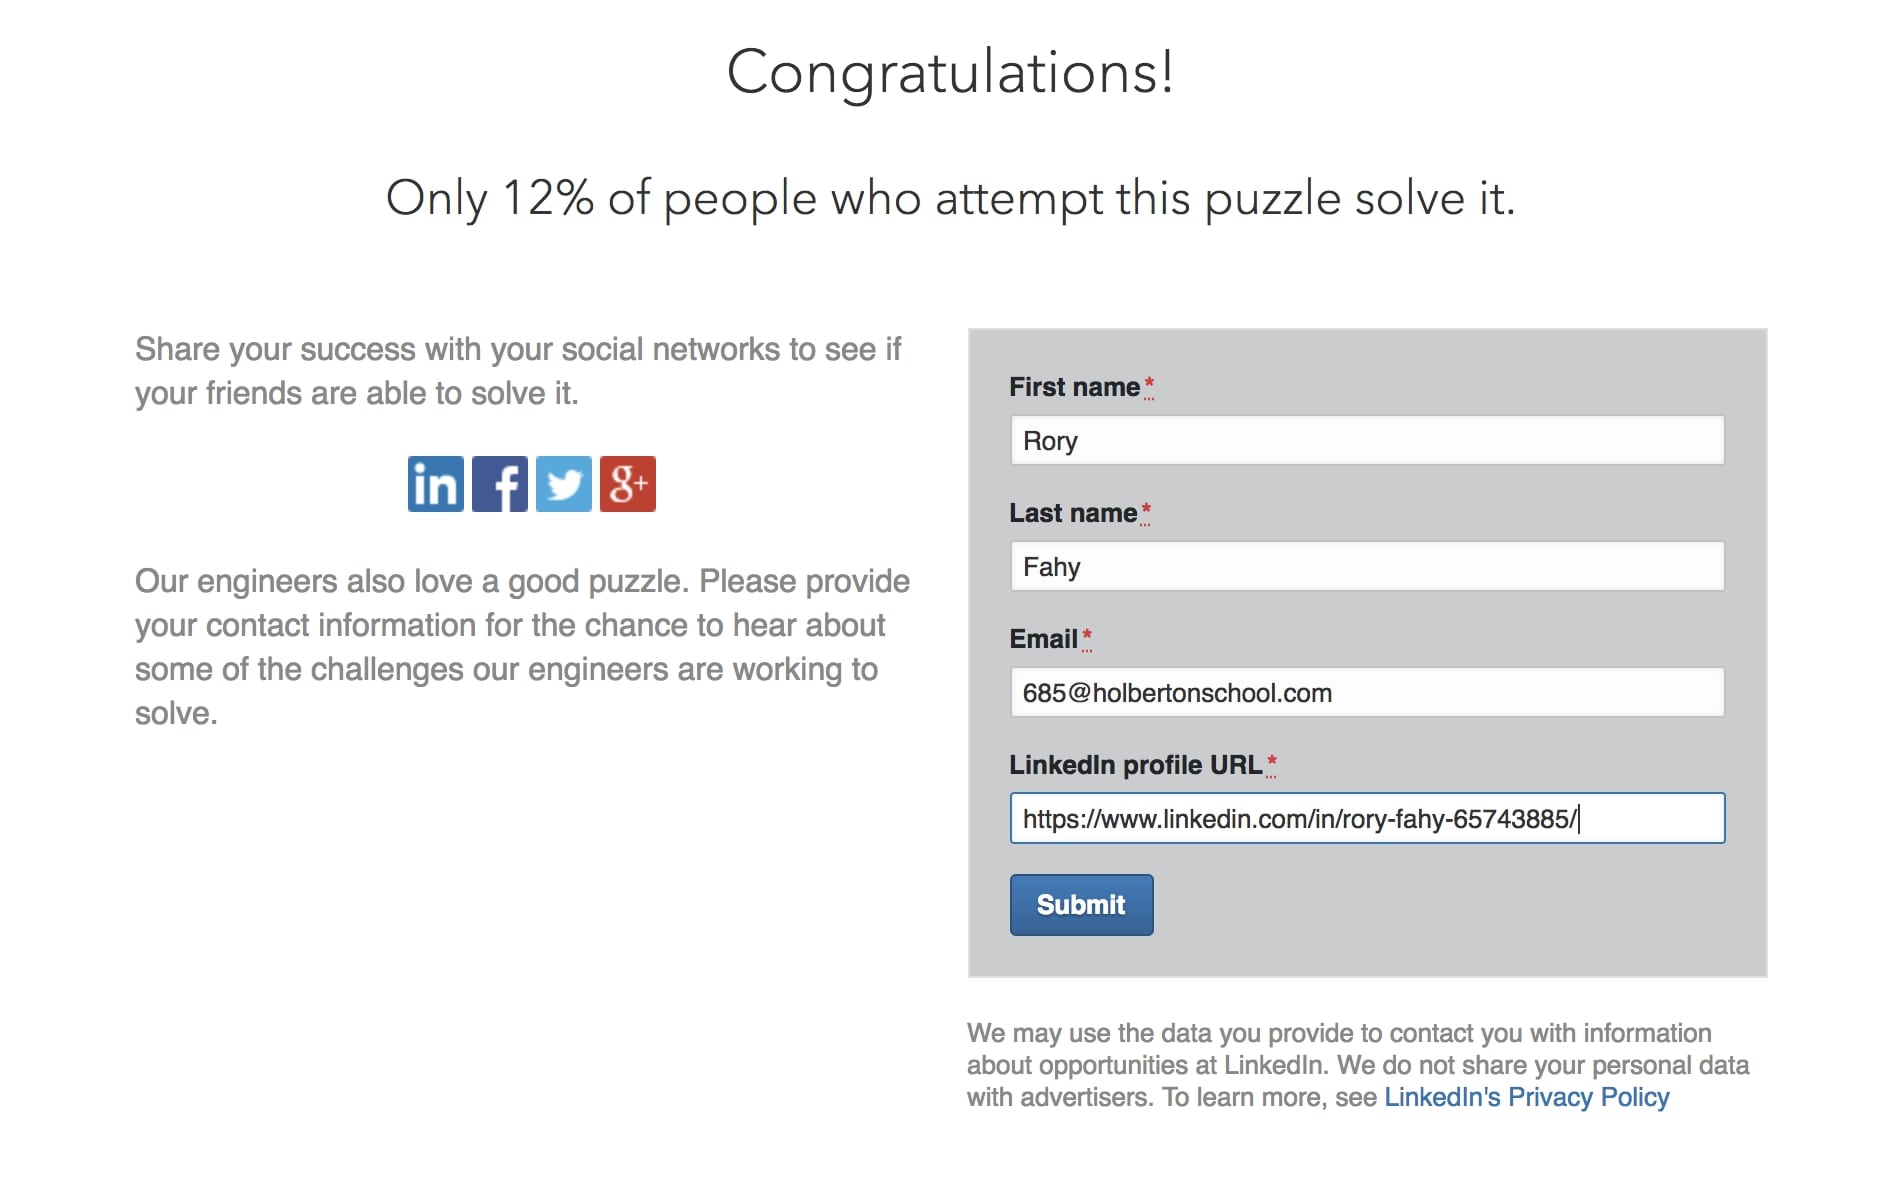 Congratulations!
Only 12% of people who attempt this puzzle solve it.
Share your success with your social networks to see if
your friends are able to solve it.
in f g+
Our engineers also love a good puzzle. Please provide
your contact information for the chance to hear about
some of the challenges our engineers are working to
solve.
First name*
Rory
Last name*
Fahy
Email*
685@holbertonschool.com
LinkedIn profile URL*
https://www.linkedin.com/in/rory-fahy-65743885/
Submit
We may use the data you provide to contact you with information
about opportunities at LinkedIn. We do not share your personal data
with advertisers. To learn more, see LinkedIn's Privacy Policy